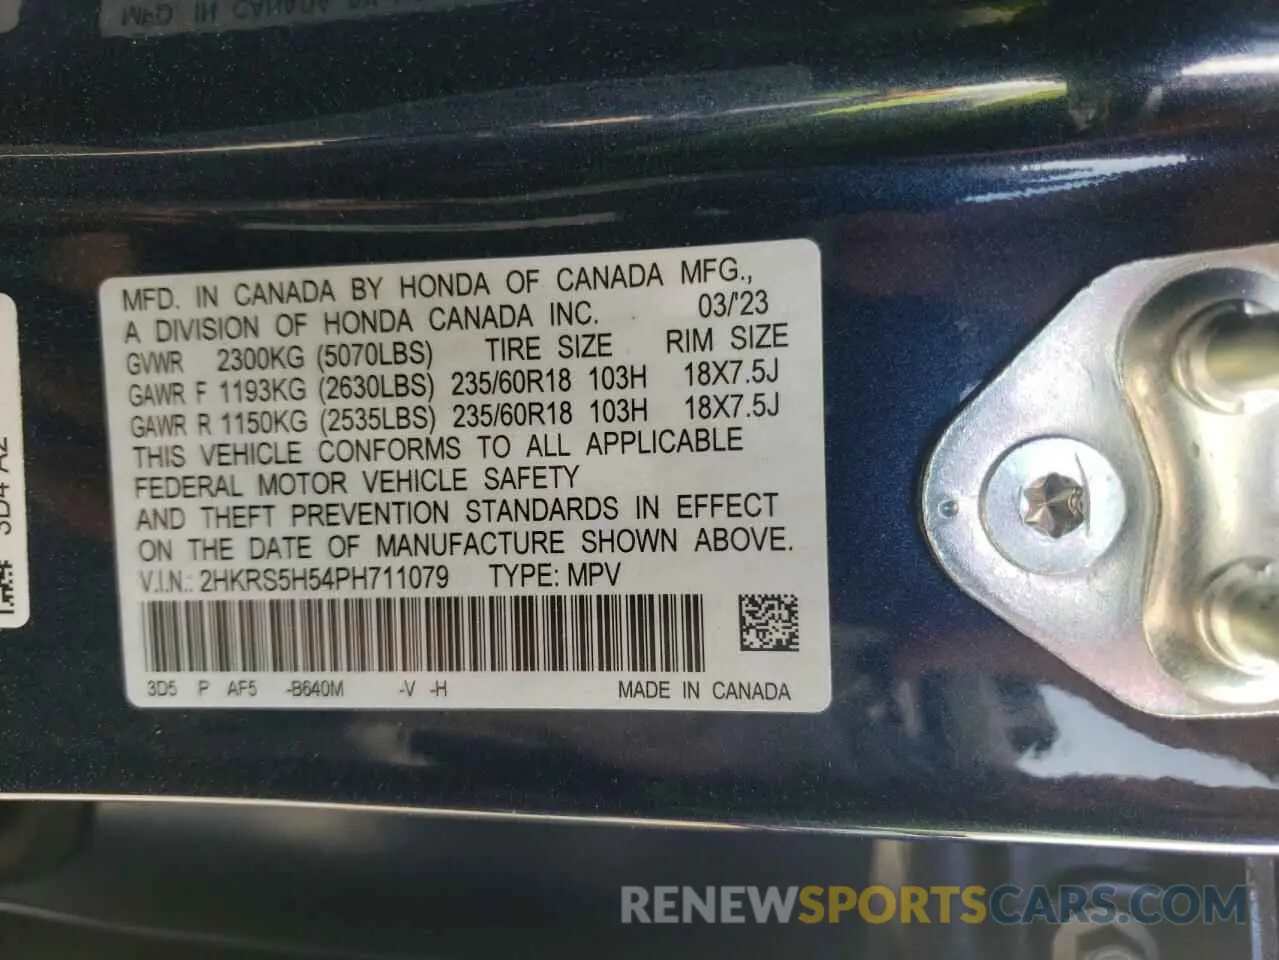 MFD. IN CANADA BY HONDA OF CANADA MFG.,
A DIVISION OF HONDA CANADA INC. 03/'23
GVWR 2300KG (5070LBS) TIRE SIZE RIM SIZE
GAWR F 1193KG (2630LBS) 235/60R18 103H 18X7.5J
GAWR R 1150KG (2535LBS) 235/60R18 103H 18X7.5J
THIS VEHICLE CONFORMS TO ALL APPLICABLE
FEDERAL MOTOR VEHICLE SAFETY
AND THEFT PREVENTION STANDARDS IN EFFECT
ON THE DATE OF MANUFACTURE SHOWN ABOVE.
V.I.N.: 2HKRS5H54PH711079 TYPE: MPV
3D5 P AF5 -B640M -V -H MADE IN CANADA
3D4 A2
RENEWSPORTSCARS.COM